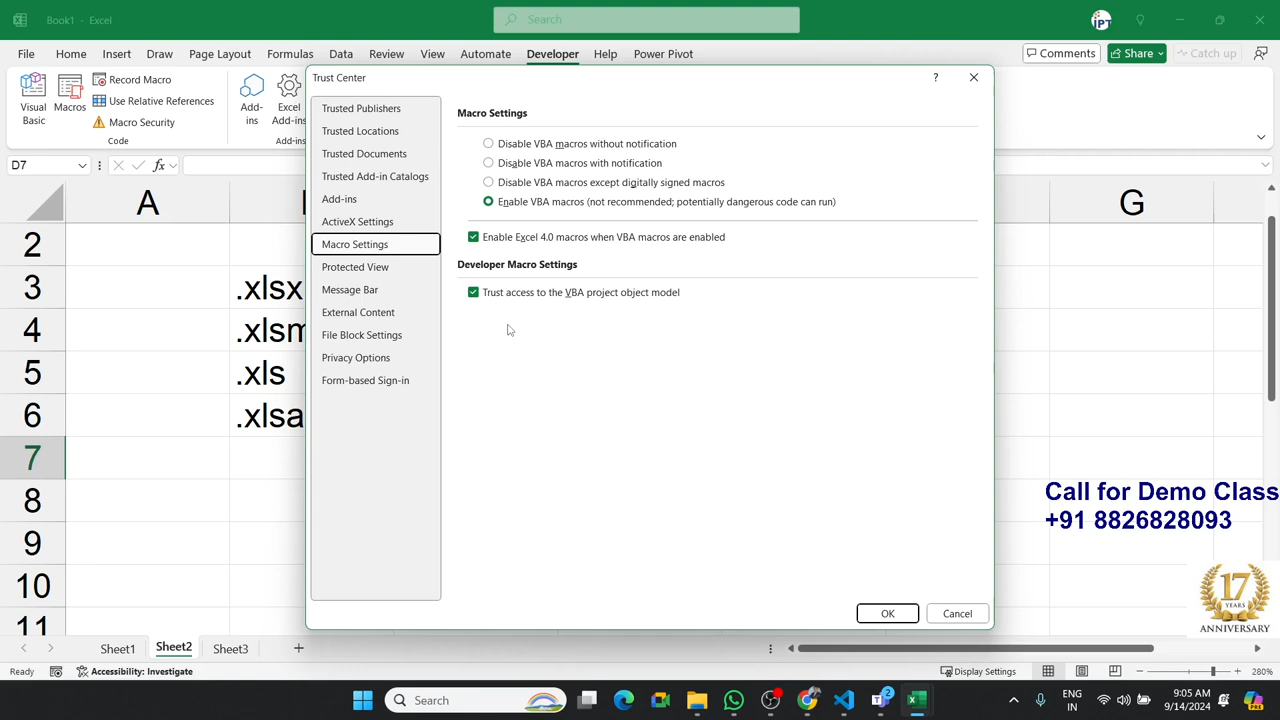 Book1 - Excel
Search
IPT
File Home Insert Draw Page Layout Formulas Data Review View Automate Developer Help Power Pivot
Comments Share Catch up
Visual Basic
Macros
Record Macro
Use Relative References
Macro Security
Code
Add-ins
Excel Add-ins
Add-ins
D7
fx
Trust Center
?
Trusted Publishers
Trusted Locations
Trusted Documents
Trusted Add-in Catalogs
Add-ins
ActiveX Settings
Macro Settings
Protected View
Message Bar
External Content
File Block Settings
Privacy Options
Form-based Sign-in
Macro Settings
Disable VBA macros without notification
Disable VBA macros with notification
Disable VBA macros except digitally signed macros
Enable VBA macros (not recommended; potentially dangerous code can run)
Enable Excel 4.0 macros when VBA macros are enabled
Developer Macro Settings
Trust access to the VBA project object model
OK
Cancel
A
G
2
3 .xlsx
4 .xlsm
5 .xls
6 .xlsa
7
8
9
10
11
Call for Demo Class
+91 8826828093
17
YEARS
ANNIVERSARY
Sheet1 Sheet2 Sheet3
Ready
Accessibility: Investigate
Display Settings
280%
Search
2
ENG
IN
9:05 AM
9/14/2024